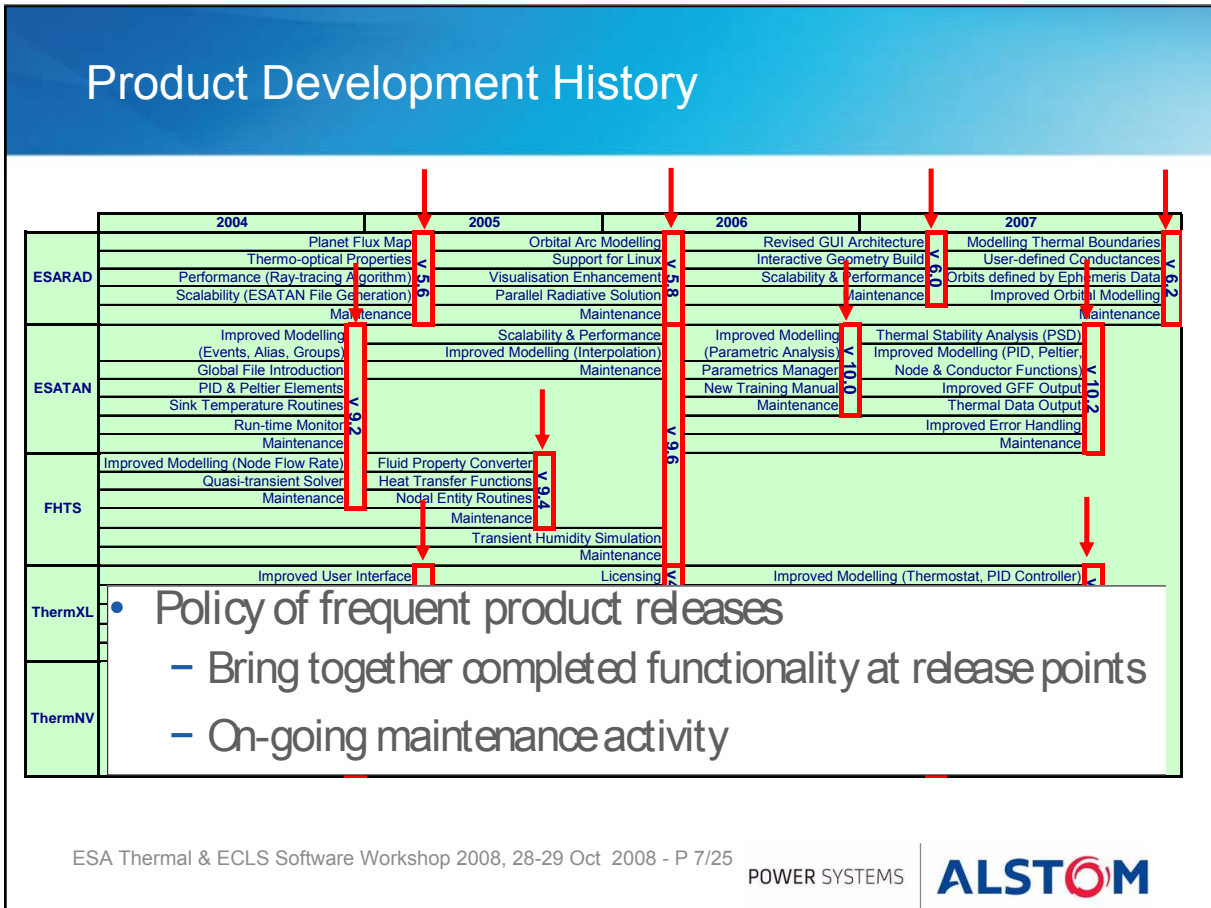 Product Development History
2004 2005 2006 2007
ESARAD
Planet Flux Map
Thermo-optical Properties
Performance (Ray-tracing Algorithm)
Scalability (ESATAN File Generation)
Maintenance
v 5.6
Orbital Arc Modelling
Support for Linux
Visualisation Enhancement
Parallel Radiative Solution
Maintenance
v 5.8
Revised GUI Architecture
Interactive Geometry Build
Scalability & Performance
Maintenance
v 6.0
Modelling Thermal Boundaries
User-defined Conductances
Orbits defined by Ephemeris Data
Improved Orbital Modelling
Maintenance
v 6.2
ESATAN
Improved Modelling
(Events, Alias, Groups)
Global File Introduction
PID & Peltier Elements
Sink Temperature Routines
Run-time Monitor
Maintenance
v 9.2
Scalability & Performance
Improved Modelling (Interpolation)
Maintenance
v 9.6
Improved Modelling
(Parametric Analysis)
Parametrics Manager
New Training Manual
Maintenance
v 10.0
Thermal Stability Analysis (PSD)
Improved Modelling (PID, Peltier,
Node & Conductor Functions)
Improved GFF Output
Thermal Data Output
Improved Error Handling
Maintenance
v 10.2
FHTS
Improved Modelling (Node Flow Rate)
Quasi-transient Solver
Maintenance
Fluid Property Converter
Heat Transfer Functions
Nodal Entity Routines
Maintenance
v 9.4
Transient Humidity Simulation
Maintenance
ThermXL
Improved User Interface
Licensing
Improved Modelling (Thermostat, PID Controller)
ThermNV
• Policy of frequent product releases
– Bring together completed functionality at release points
– On-going maintenance activity
ESA Thermal & ECLS Software Workshop 2008, 28-29 Oct 2008 - P 7/25
POWER SYSTEMS
ALSTOM